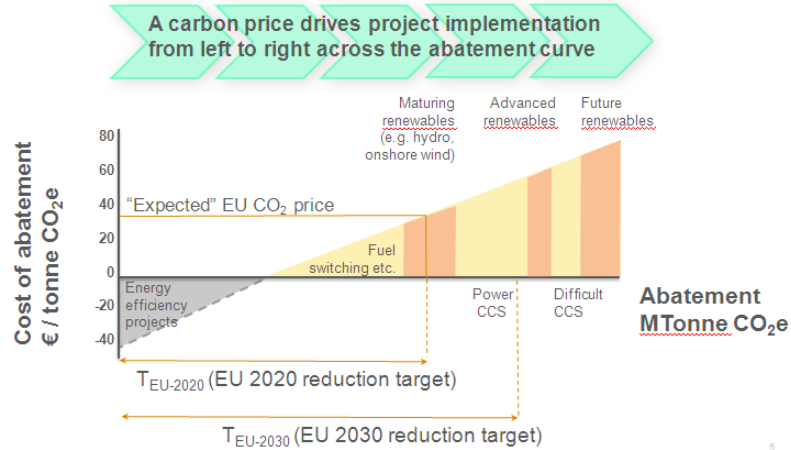 A carbon price drives project implementation
from left to right across the abatement curve
Maturing
renewables
(e.g. hydro,
onshore wind)
Advanced
renewables
Future
renewables
80
60
40
20
0
-20
-40
Cost of abatement
€ / tonne CO₂e
“Expected” EU CO₂ price
Fuel
switching etc.
Energy
efficiency
projects
Power
CCS
Difficult
CCS
Abatement
MTonne CO₂e
T_EU-2020 (EU 2020 reduction target)
T_EU-2030 (EU 2030 reduction target)
5